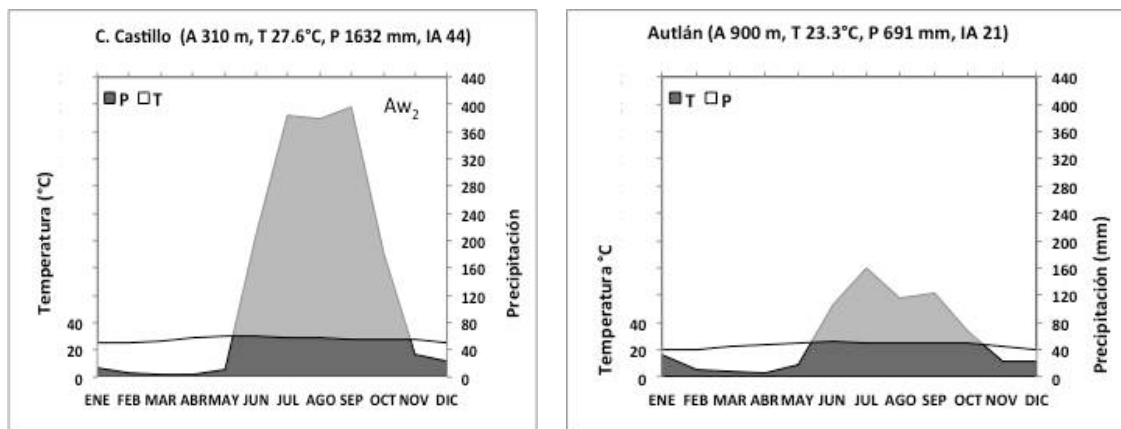 C. Castillo (A 310 m, T 27.6°C, P 1632 mm, IA 44)
P T
Aw2
Temperatura (°C)
40
20
0
440
400
360
320
280
240
200
160
120
80
40
0
Precipitación
ENE FEB MAR ABR MAY JUN JUL AGO SEP OCT NOV DIC
Autlán (A 900 m, T 23.3°C, P 691 mm, IA 21)
T P
Temperatura °C
40
20
0
440
400
360
320
280
240
200
160
120
80
40
0
Precipitación (mm)
ENE FEB MAR ABR MAY JUN JUL AGO SEP OCT NOV DIC